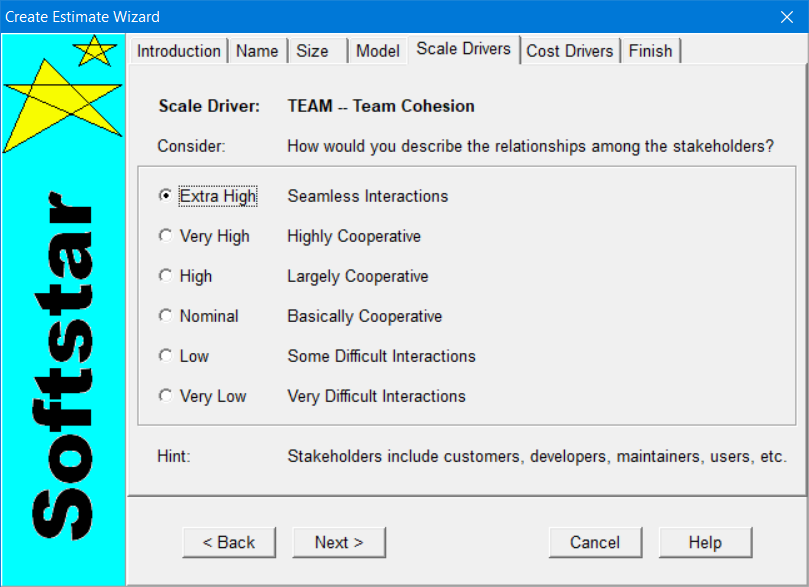 Create Estimate Wizard
Softstar
Introduction Name Size Model Scale Drivers Cost Drivers Finish
Scale Driver: TEAM -- Team Cohesion
Consider: How would you describe the relationships among the stakeholders?
Extra High Seamless Interactions
Very High Highly Cooperative
High Largely Cooperative
Nominal Basically Cooperative
Low Some Difficult Interactions
Very Low Very Difficult Interactions
Hint: Stakeholders include customers, developers, maintainers, users, etc.
< Back Next > Cancel Help